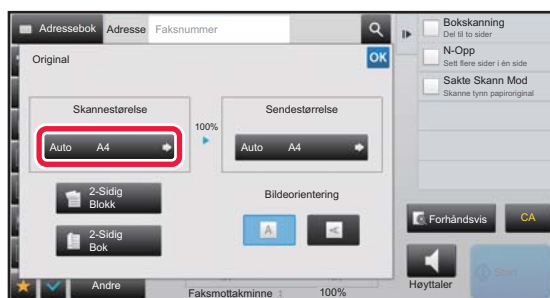 Adressebok Adresse Faksnummer
Original
OK
Skannestørelse
Auto A4
100%
Sendestørrelse
Auto A4
2-Sidig
Blokk
2-Sidig
Bok
Bildeorientering
A
A
Andre
Faksmottakminne : 100%
Bokskanning
Del til to sider
N-Opp
Sett flere sider i én side
Sakte Skann Mod
Skanne tynn papiroriginal
Forhåndsvis
CA
Høyttaler
Start